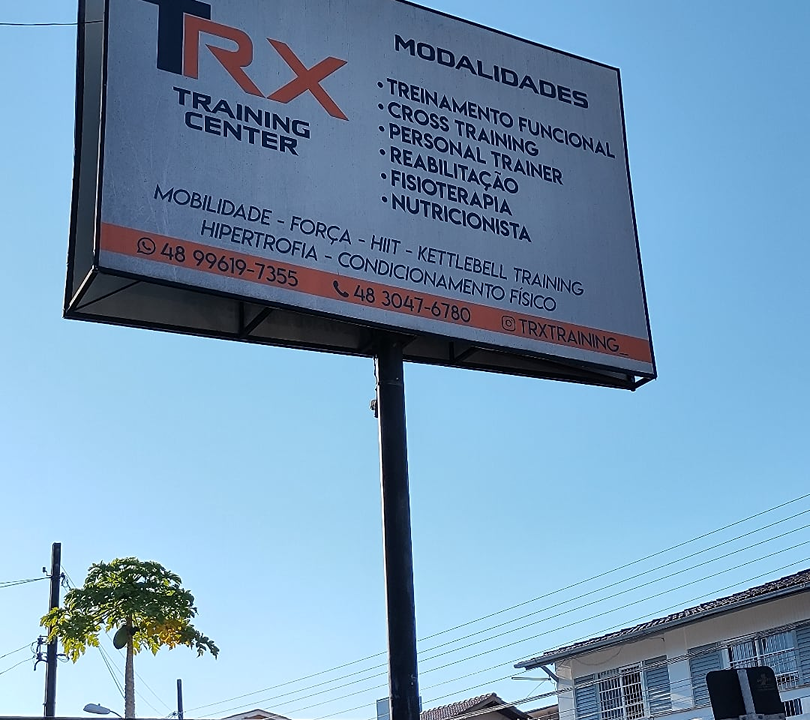 TRX
TRAINING
CENTER
MODALIDADES
• TREINAMENTO FUNCIONAL
• CROSS TRAINING
• PERSONAL TRAINER
• REABILITAÇÃO
• FISIOTERAPIA
• NUTRICIONISTA
MOBILIDADE - FORÇA - HIIT - KETTLEBELL TRAINING
HIPERTROFIA - CONDICIONAMENTO FÍSICO
48 99619-7355 48 3047-6780 TRXTRAINING_